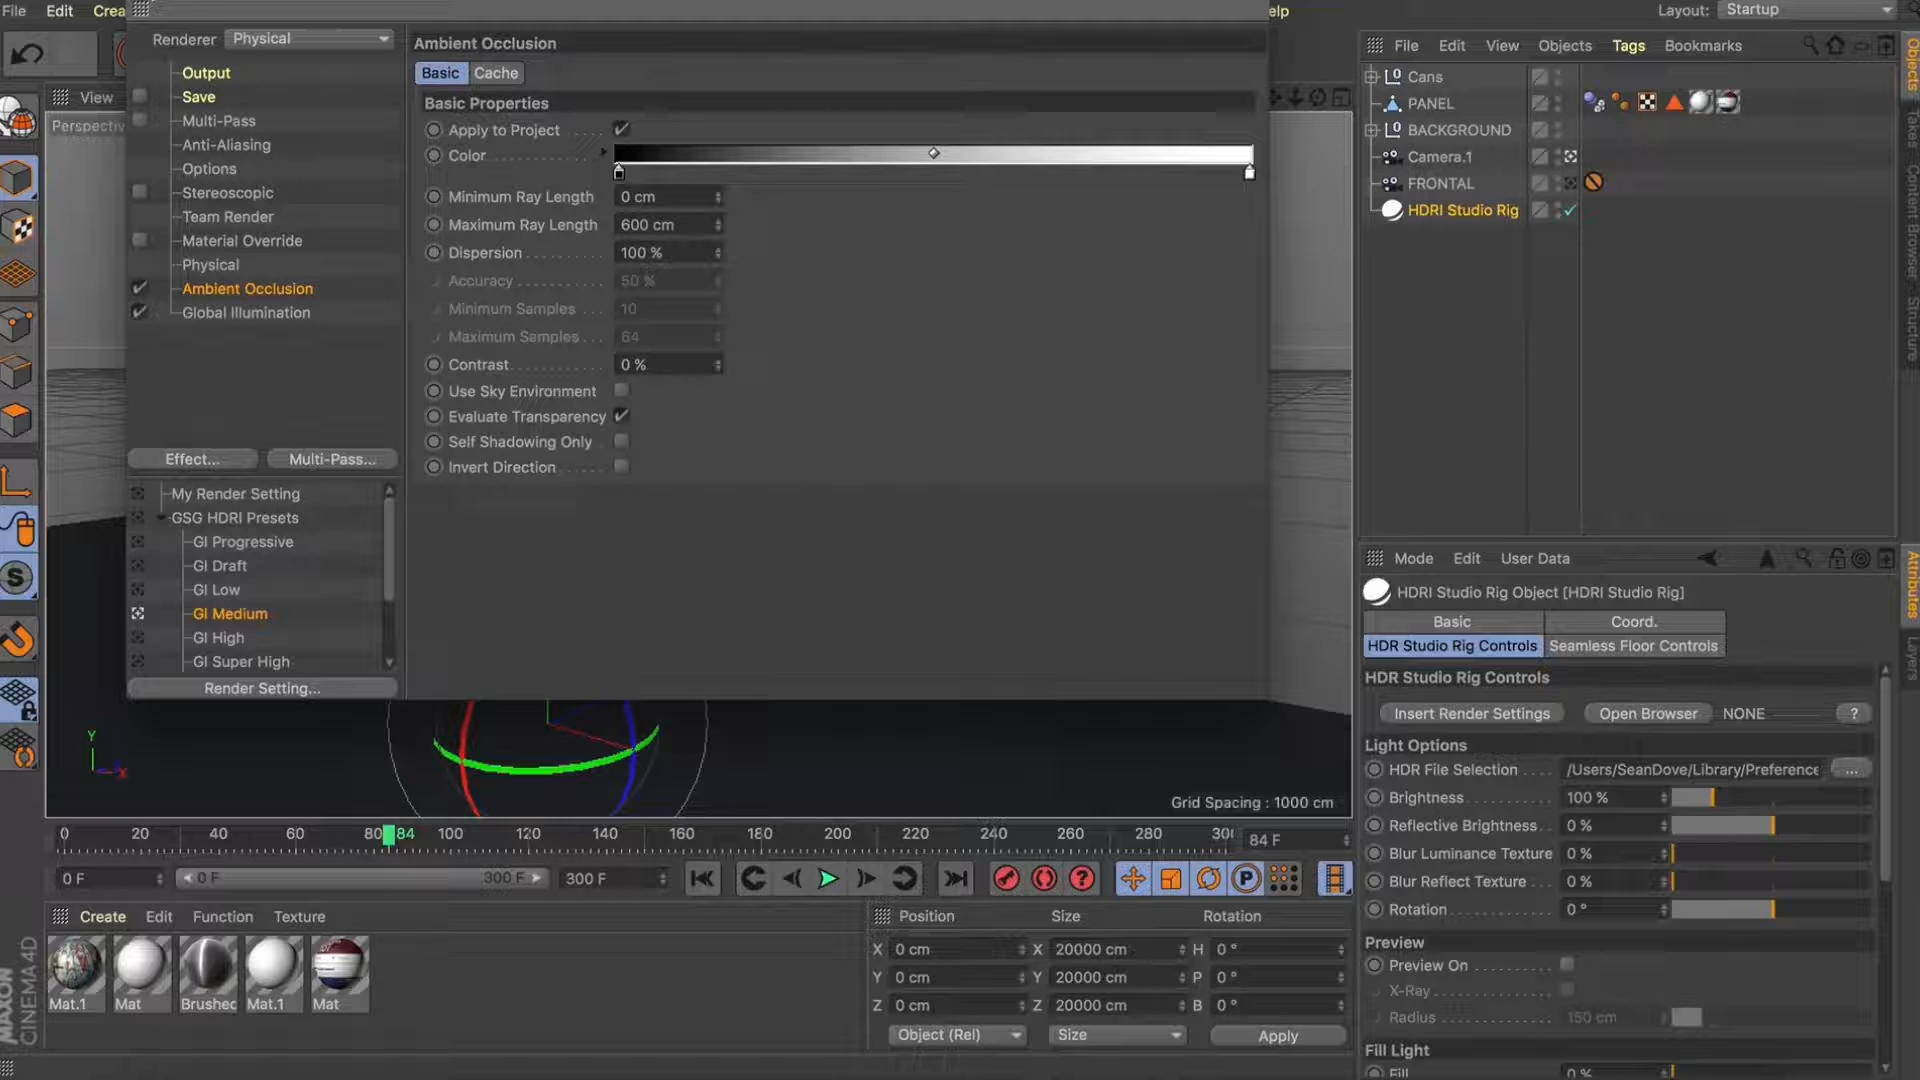 File Edit Crea
elp
Layout: Startup
Renderer Physical
Output
Save
Multi-Pass
Anti-Aliasing
Options
Stereoscopic
Team Render
Material Override
Physical
Ambient Occlusion
Global Illumination
Effect... Multi-Pass...
My Render Setting
GSG HDRI Presets
GI Progressive
GI Draft
GI Low
GI Medium
GI High
GI Super High
Render Setting...
View
Perspectiv
Ambient Occlusion
Basic Cache
Basic Properties
Apply to Project
Color
Minimum Ray Length 0 cm
Maximum Ray Length 600 cm
Dispersion 100 %
Accuracy 50 %
Minimum Samples 10
Maximum Samples 64
Contrast 0 %
Use Sky Environment
Evaluate Transparency
Self Shadowing Only
Invert Direction
Y
X
Grid Spacing : 1000 cm
File Edit View Objects Tags Bookmarks
Cans
PANEL
BACKGROUND
Camera.1
FRONTAL
HDRI Studio Rig
Objects
Takes
Content Browser
Structure
Mode Edit User Data
HDRI Studio Rig Object [HDRI Studio Rig]
Basic Coord.
HDR Studio Rig Controls Seamless Floor Controls
HDR Studio Rig Controls
Insert Render Settings Open Browser NONE ?
Light Options
HDR File Selection /Users/SeanDove/Library/Preference ...
Brightness 100 %
Reflective Brightness 0 %
Blur Luminance Texture 0 %
Blur Reflect Texture 0 %
Rotation 0 °
Preview
Preview On
X-Ray
Radius 150 cm
Fill Light
Fill 0 %
Attributes
Layers
0 20 40 60 80 84 100 120 140 160 180 200 220 240 260 280 30 84 F
0 F 0 F 300 F 300 F
Create Edit Function Texture
Mat.1 Mat Brushed Mat.1 Mat
Position Size Rotation
X 0 cm X 20000 cm H 0 °
Y 0 cm Y 20000 cm P 0 °
Z 0 cm Z 20000 cm B 0 °
Object (Rel) Size Apply
MAXON
CINEMA 4D